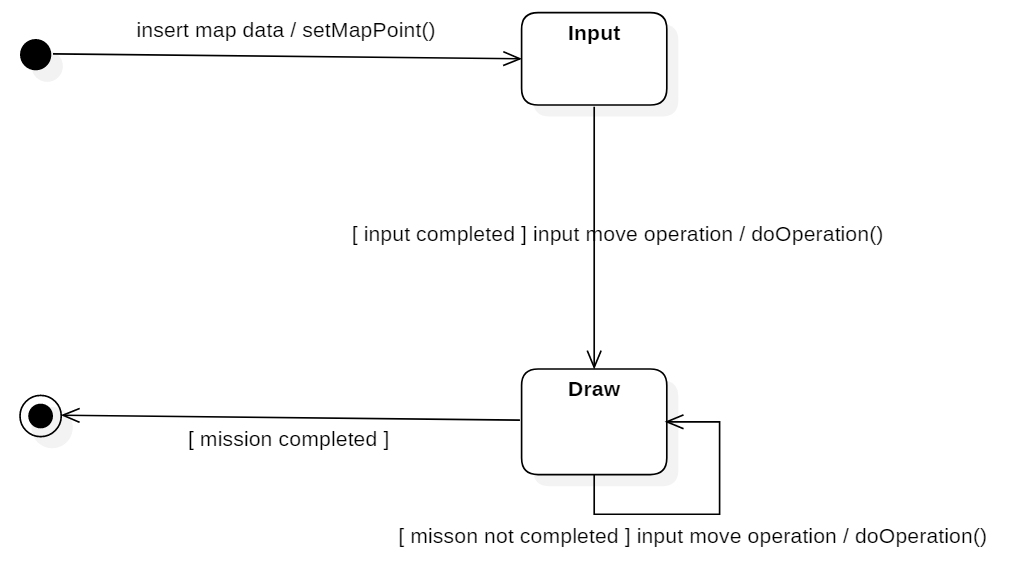 insert map data / setMapPoint()
Input
[ input completed ] input move operation / doOperation()
Draw
[ mission completed ]
[ misson not completed ] input move operation / doOperation()